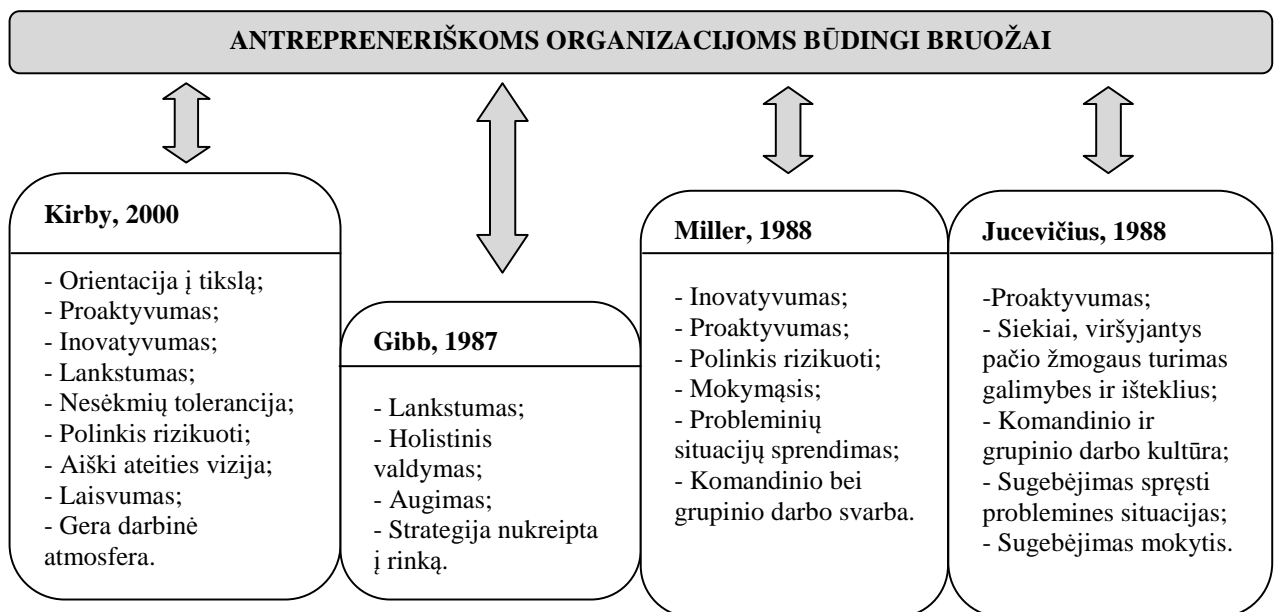 ANTREPRENERIŠKOMS ORGANIZACIJOMS BŪDINGI BRUOŽAI
Kirby, 2000
- Orientacija į tikslą;
- Proaktyvumas;
- Inovatyvumas;
- Lankstumas;
- Nesėkmių tolerancija;
- Polinkis rizikuoti;
- Aiški ateities vizija;
- Laisvumas;
- Gera darbinė
atmosfera.
Gibb, 1987
- Lankstumas;
- Holistinis
valdymas;
- Augimas;
- Strategija nukreipta
į rinką.
Miller, 1988
- Inovatyvumas;
- Proaktyvumas;
- Polinkis rizikuoti;
- Mokymąsis;
- Probleminių
situacijų sprendimas;
- Komandinio bei
grupinio darbo svarba.
Jucevičius, 1988
-Proaktyvumas;
- Siekiai, viršyjantys
pačio žmogaus turimas
galimybes ir išteklius;
- Komandinio ir
grupinio darbo kultūra;
- Sugebėjimas spręsti
problemines situacijas;
- Sugebėjimas mokytis.